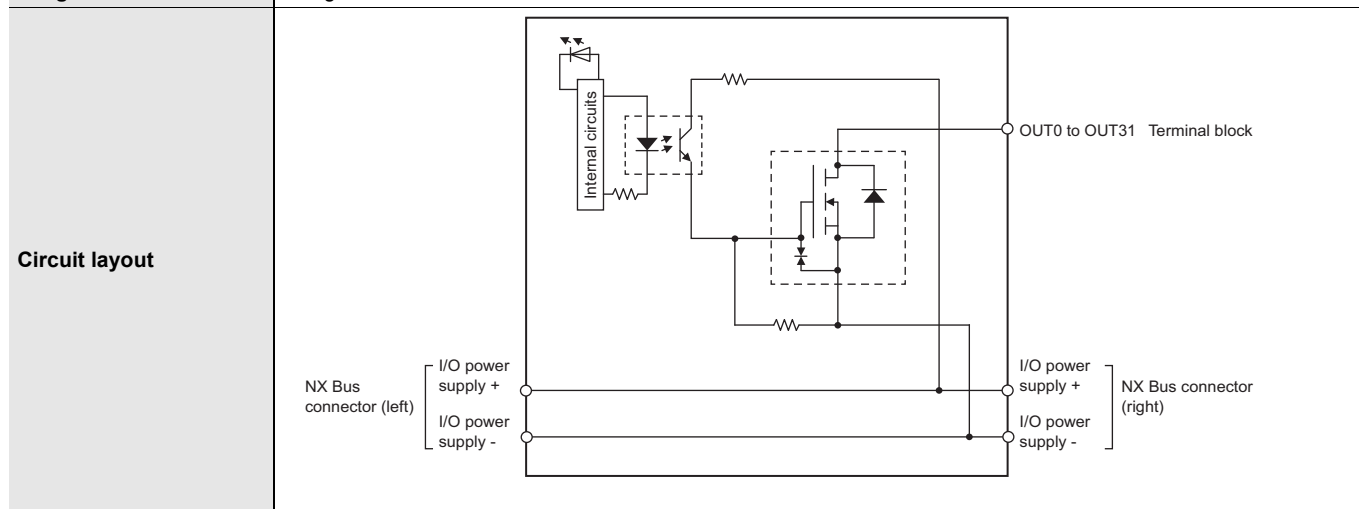 Circuit layout
Internal circuits
OUT0 to OUT31 Terminal block
NX Bus
connector (left)
I/O power
supply +
I/O power
supply -
I/O power
supply +
I/O power
supply -
NX Bus connector
(right)